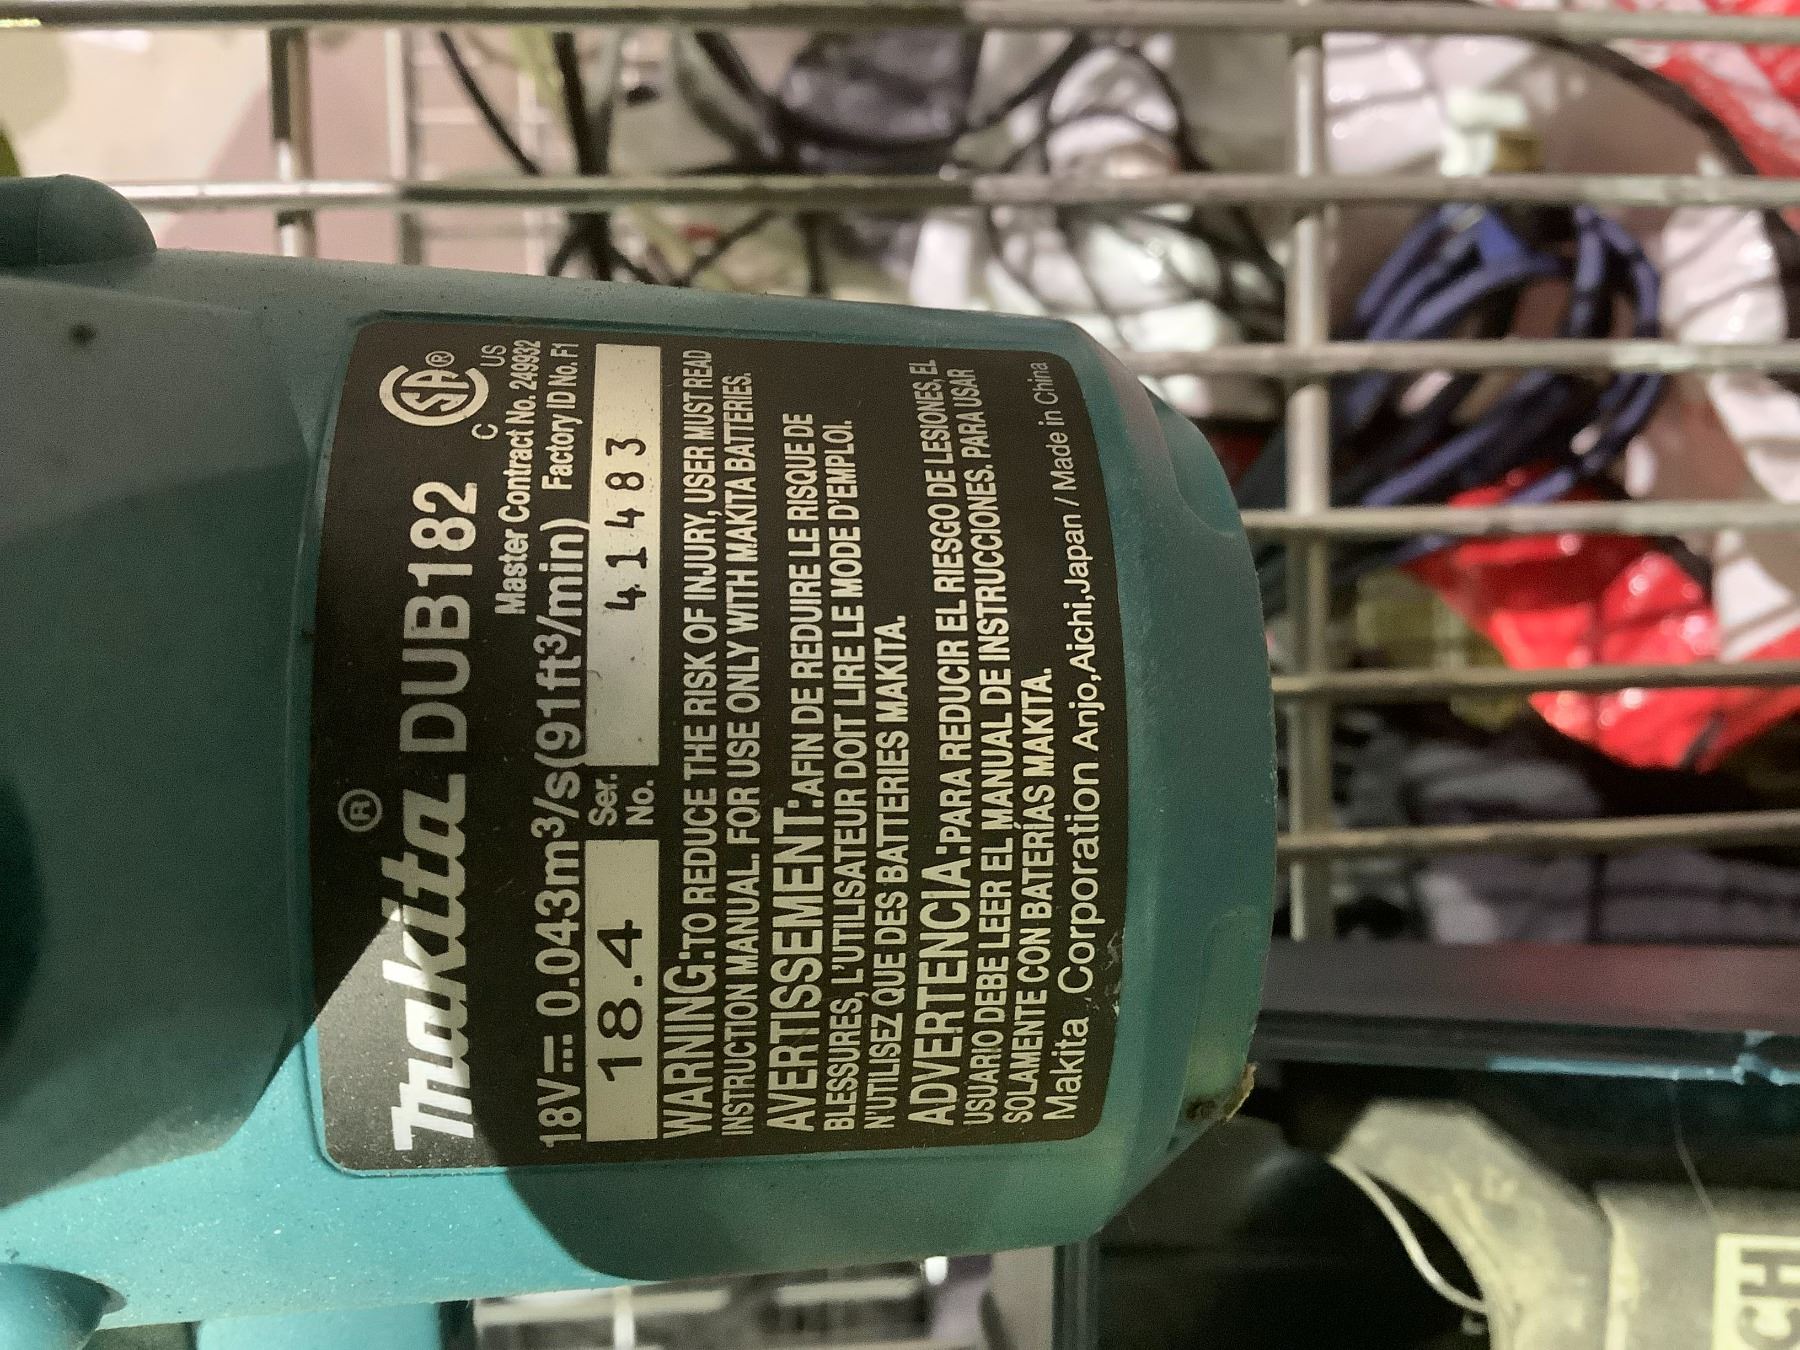 makita® DUB182
CSA®
C US
Master Contract No. 249932
18V⎓ 0.043m³/s(91ft³/min) Factory ID No. F1
18.4 Ser. No. 41483
WARNING:TO REDUCE THE RISK OF INJURY, USER MUST READ
INSTRUCTION MANUAL. FOR USE ONLY WITH MAKITA BATTERIES.
AVERTISSEMENT:AFIN DE REDUIRE LE RISQUE DE
BLESSURES, L'UTILISATEUR DOIT LIRE LE MODE D'EMPLOI.
N'UTILISEZ QUE DES BATTERIES MAKITA.
ADVERTENCIA:PARA REDUCIR EL RIESGO DE LESIONES, EL
USUARIO DEBE LEER EL MANUAL DE INSTRUCCIONES. PARA USAR
SOLAMENTE CON BATERÍAS MAKITA.
Makita Corporation Anjo,Aichi,Japan / Made in China